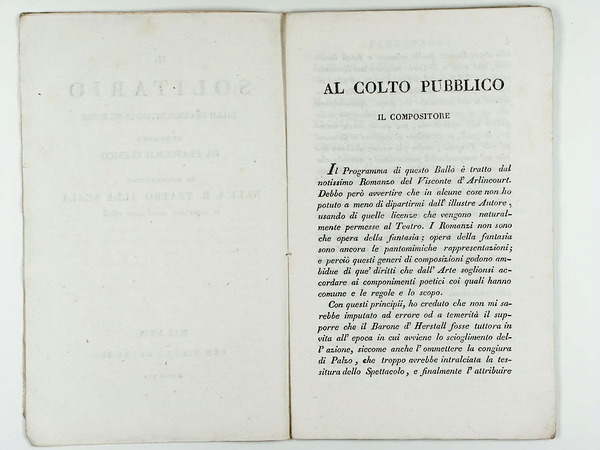 AL COLTO PUBBLICO
IL COMPOSITORE
Il Programma di questo Ballo è tratto dal
notissimo Romanzo del Visconte d' Arlincourt.
Debbo però avvertire che in alcune cose non ho
potuto a meno di dipartirmi dall' illustre Autore,
usando di quelle licenze che vengono natural-
mente permesse al Teatro. I Romanzi non sono
che opera della fantasia; opera della fantasia
sono ancora le pantomimiche rappresentazioni;
e perciò questi generi di composizioni godono am-
bidue di que' diritti che dall' Arte soglionsi ac-
cordare ai componimenti poetici coi quali hanno
comune e le regole e lo scopo.
Con questi principii, ho creduto che non mi sa-
rebbe imputato ad errore od a temerità il sup-
porre che il Barone d' Herstall fosse tuttora in
vita all' epoca in cui avviene lo scioglimento del-
l' azione, siccome anche l' ommettere la congiura
di Palzo, che troppo avrebbe intralciata la tes-
situra dello Spettacolo, e finalmente l' attribuire